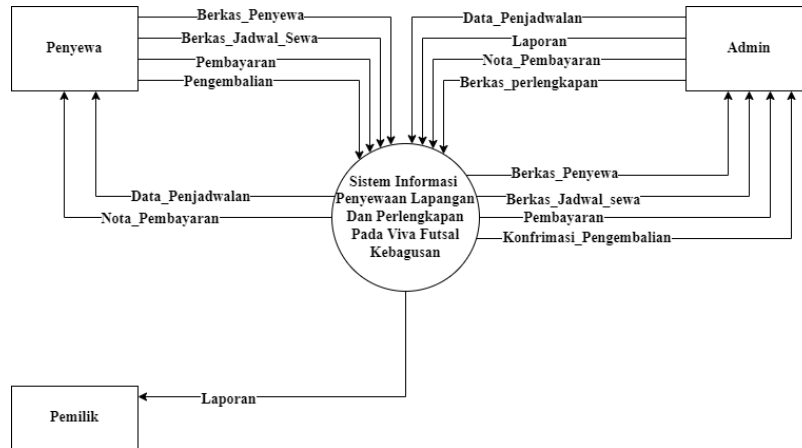 Penyewa
Berkas_Penyewa
Berkas_Jadwal_Sewa
Pembayaran
Pengembalian
Data_Penjadwalan
Laporan
Nota_Pembayaran
Berkas_perlengkapan
Admin
Data_Penjadwalan
Nota_Pembayaran
Sistem Informasi
Penyewaan Lapangan
Dan Perlengkapan
Pada Viva Futsal
Kebagusan
Berkas_Penyewa
Berkas_Jadwal_sewa
Pembayaran
Konfrimasi_Pengembalian
Laporan
Pemilik